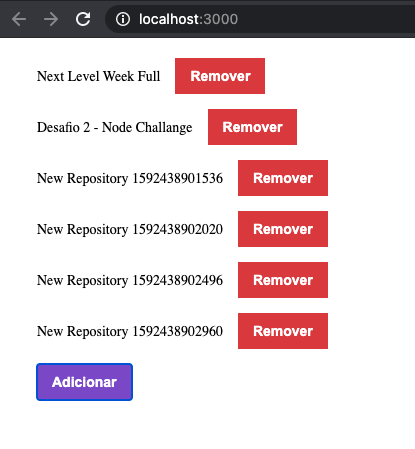 localhost:3000
Next Level Week Full Remover
Desafio 2 - Node Challange Remover
New Repository 1592438901536 Remover
New Repository 1592438902020 Remover
New Repository 1592438902496 Remover
New Repository 1592438902960 Remover
Adicionar